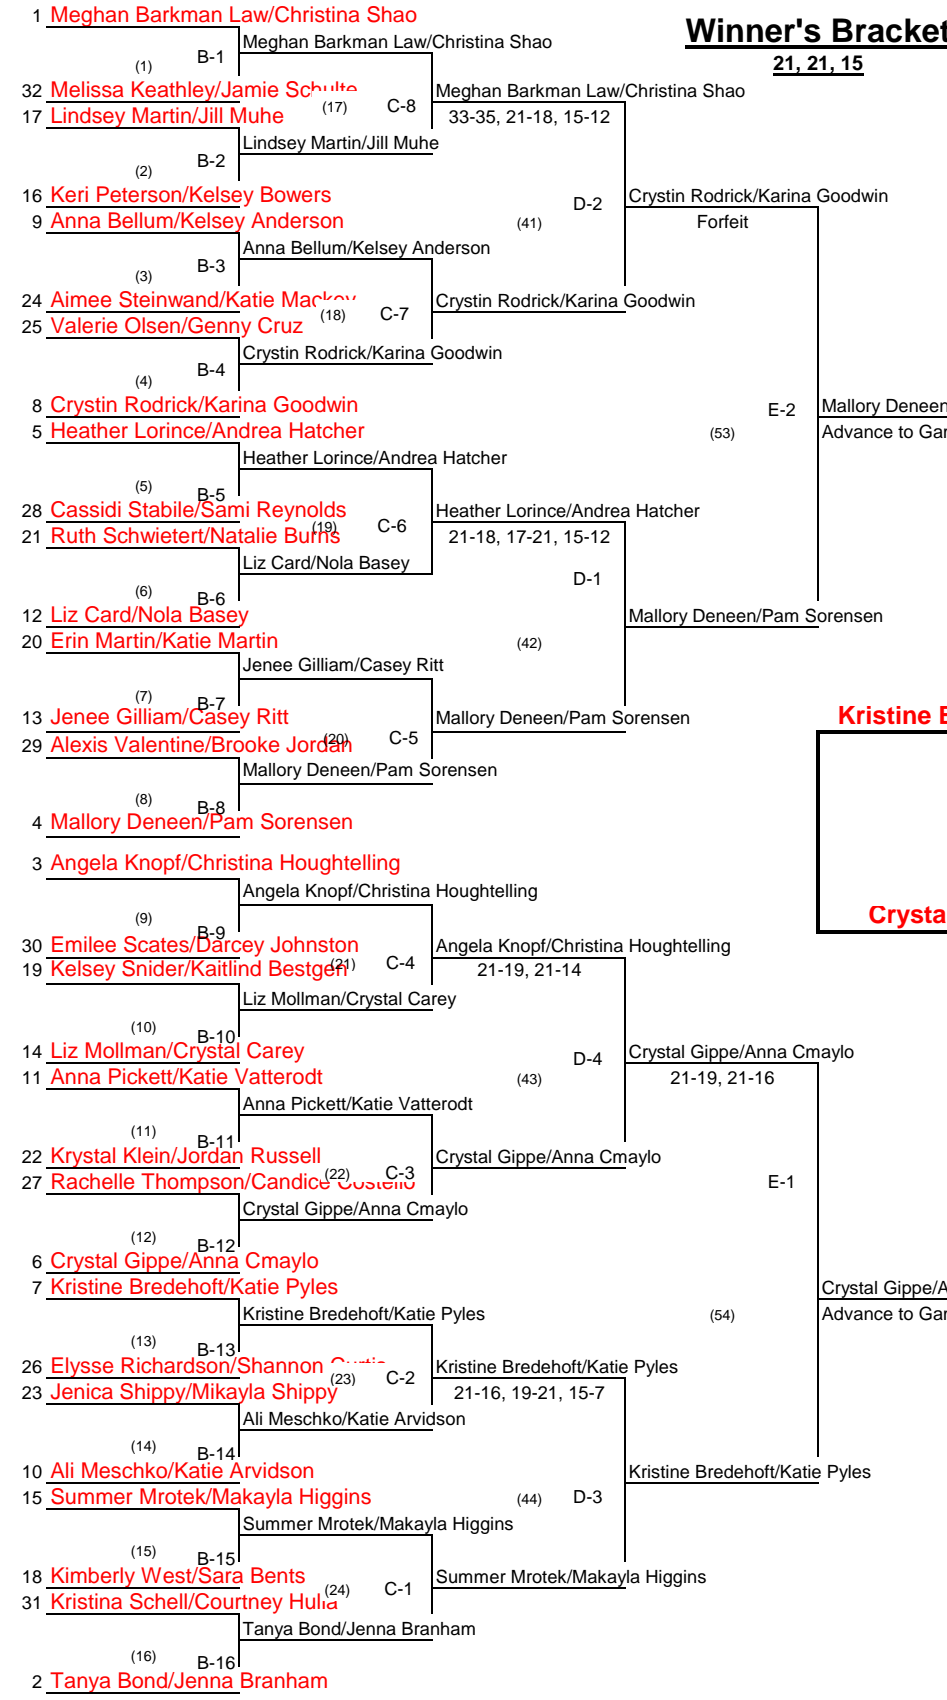 1 Meghan Barkman Law/Christina Shao
Winner's Bracket
Meghan Barkman Law/Christina Shao
B-1
(1)
21, 21, 15
32 Melissa Keathley/Jamie Schulte
Meghan Barkman Law/Christina Shao
(17) C-8
17 Lindsey Martin/Jill Muhe
33-35, 21-18, 15-12
Lindsey Martin/Jill Muhe
B-2
(2)
16 Keri Peterson/Kelsey Bowers
D-2
Crystin Rodrick/Karina Goodwin
9 Anna Bellum/Kelsey Anderson
(41)
Forfeit
Anna Bellum/Kelsey Anderson
B-3
(3)
24 Aimee Steinwand/Katie Mackey
Crystin Rodrick/Karina Goodwin
(18) C-7
25 Valerie Olsen/Genny Cruz
Crystin Rodrick/Karina Goodwin
B-4
(4)
8 Crystin Rodrick/Karina Goodwin
E-2
Mallory Deneen
5 Heather Lorince/Andrea Hatcher
(53)
Advance to
Heather Lorince/Andrea Hatcher
(5)
B-5
28 Cassidi Stabile/Sami Reynolds
Heather Lorince/Andrea Hatcher
(19) C-6
21 Ruth Schwietert/Natalie Burns
21-18, 17-21, 15-12
Liz Card/Nola Basey
D-1
(6)
B-6
12 Liz Card/Nola Basey
Mallory Deneen/Pam Sorensen
20 Erin Martin/Katie Martin
(42)
Jenee Gilliam/Casey Ritt
(7)
B-7
13 Jenee Gilliam/Casey Ritt
Mallory Deneen/Pam Sorensen
Kristine
(20) C-5
29 Alexis Valentine/Brooke Jordan
Mallory Deneen/Pam Sorensen
(8)
B-8
4 Mallory Deneen/Pam Sorensen
3 Angela Knopf/Christina Houghtelling
Angela Knopf/Christina Houghtelling
(9)
B-9
Crysta
30 Emilee Scates/Darcey Johnston
Angela Knopf/Christina Houghtelling
(21) C-4
19 Kelsey Snider/Kaitlind Bestgen
21-19, 21-14
Liz Mollman/Crystal Carey
(10)
B-10
14 Liz Mollman/Crystal Carey
D-4
Crystal Gippe/Anna Cmaylo
11 Anna Pickett/Katie Vatterodt
(43)
21-19, 21-16
Anna Pickett/Katie Vatterodt
(11)
B-11
22 Krystal Klein/Jordan Russell
Crystal Gippe/Anna Cmaylo
(22) C-3
27 Rachelle Thompson/Candice Costello
E-1
Crystal Gippe/Anna Cmaylo
(12)
B-12
6 Crystal Gippe/Anna Cmaylo
7 Kristine Bredehoft/Katie Pyles
Crystal Gippe/A
Kristine Bredehoft/Katie Pyles
(54)
Advance to
(13)
B-13
26 Elysse Richardson/Shannon Curtis
Kristine Bredehoft/Katie Pyles
(23) C-2
23 Jenica Shippy/Mikayla Shippy
21-16, 19-21, 15-7
Ali Meschko/Katie Arvidson
(14)
B-14
10 Ali Meschko/Katie Arvidson
Kristine Bredehoft/Katie Pyles
15 Summer Mrotek/Makayla Higgins
(44) D-3
Summer Mrotek/Makayla Higgins
(15)
B-15
18 Kimberly West/Sara Bents
Summer Mrotek/Makayla Higgins
(24) C-1
31 Kristina Schell/Courtney Hulla
Tanya Bond/Jenna Branham
(16)
B-16
2 Tanya Bond/Jenna Branham